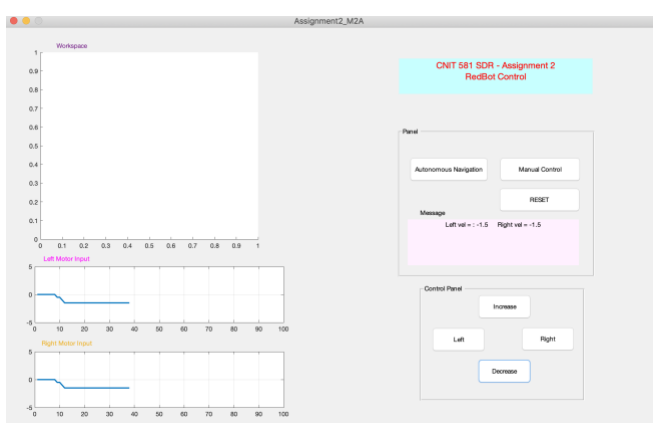 Assignment2_M2A
Workspace
1
0.9
0.8
0.7
0.6
0.5
0.4
0.3
0.2
0.1
0
0 0.1 0.2 0.3 0.4 0.5 0.6 0.7 0.8 0.9 1
Left Motor Input
5
0
-5
0 10 20 30 40 50 60 70 80 90 100
Right Motor Input
5
0
-5
0 10 20 30 40 50 60 70 80 90 100
CNIT 581 SDR - Assignment 2
RedBot Control
Panel
Autonomous Navigation Manual Control
RESET
Message
Left vel = : -1.5 Right vel = -1.5
Control Panel
Increase
Left Right
Decrease